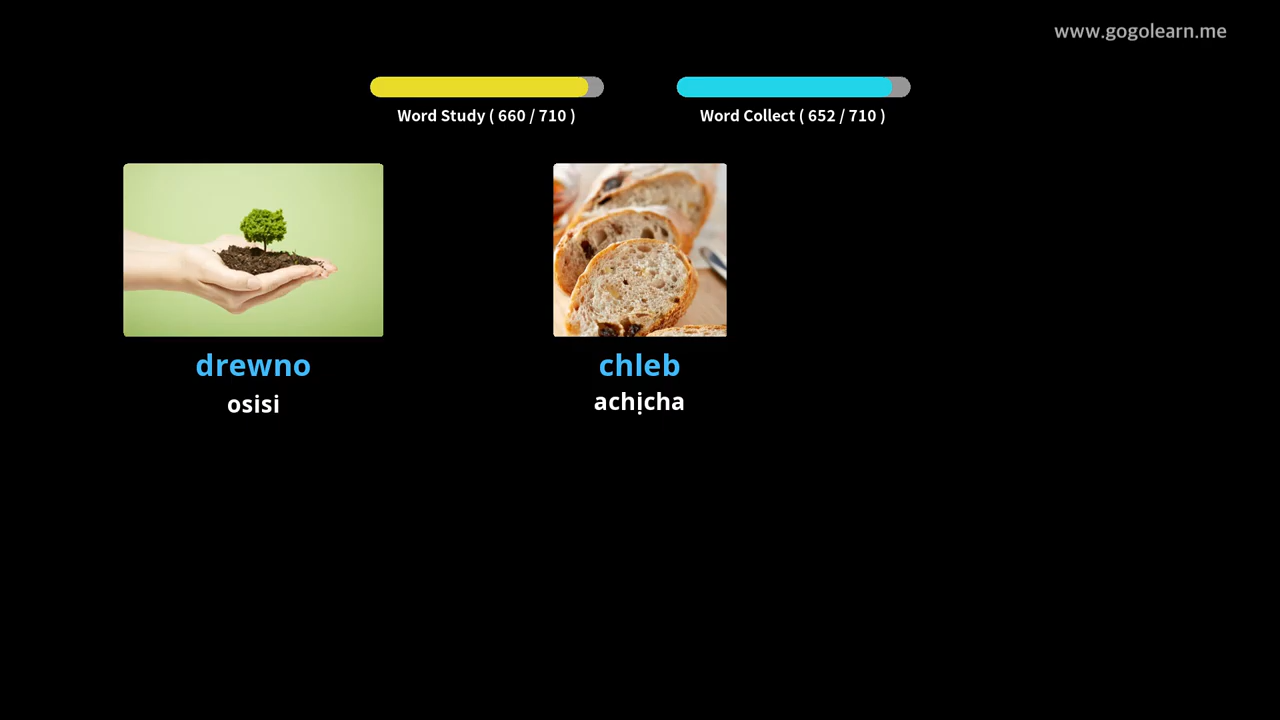 www.gogolearn.me
Word Study ( 660 / 710 )
Word Collect ( 652 / 710 )
drewno
osisi
chleb
achịcha